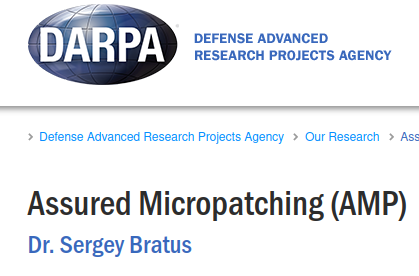 DARPA
DEFENSE ADVANCED
RESEARCH PROJECTS AGENCY
> Defense Advanced Research Projects Agency > Our Research > Ass
Assured Micropatching (AMP)
Dr. Sergey Bratus